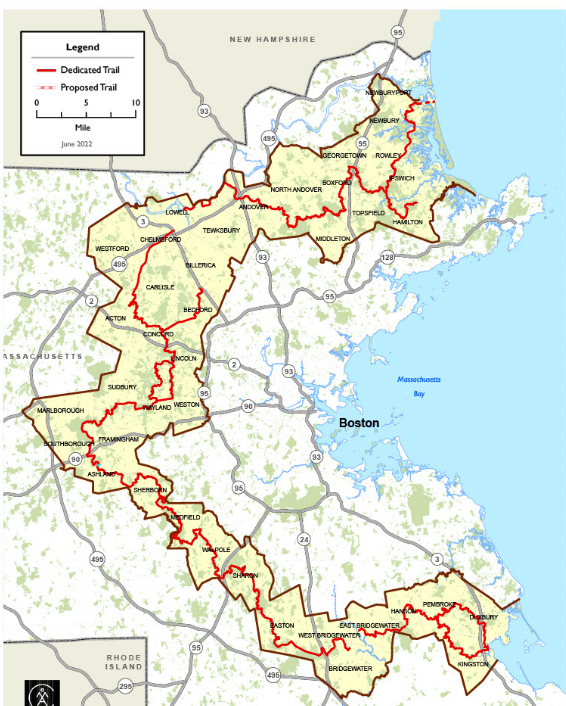 NEW HAMPSHIRE
95
Legend
Dedicated Trail
Proposed Trail
0 5 10
Mile
June 2022
93
495
NEWBURYPORT
NEWBURY
95
GEORGETOWN
ROWLEY
BOXFORD
IPSWICH
NORTH ANDOVER
ANDOVER
LOWELL
TOPSFIELD
HAMILTON
3
TEWKSBURY
CHELMSFORD
MIDDLETON
WESTFORD
93
128
495
BILLERICA
CARLISLE
95
2
BEDFORD
ACTON
CONCORD
MASSACHUSETTS
LINCOLN
2
93
SUDBURY
Massachusetts
Bay
95
MARLBOROUGH
WAYLAND
WESTON
90
Boston
FRAMINGHAM
SOUTHBOROUGH
90
93
ASHLAND
SHERBORN
95
MEDFIELD
24
WALPOLE
495
3
SHARON
PEMBROKE
HANSON
DUXBURY
EASTON
EAST BRIDGEWATER
WEST BRIDGEWATER
95
RHODE
ISLAND
BRIDGEWATER
KINGSTON
495
295